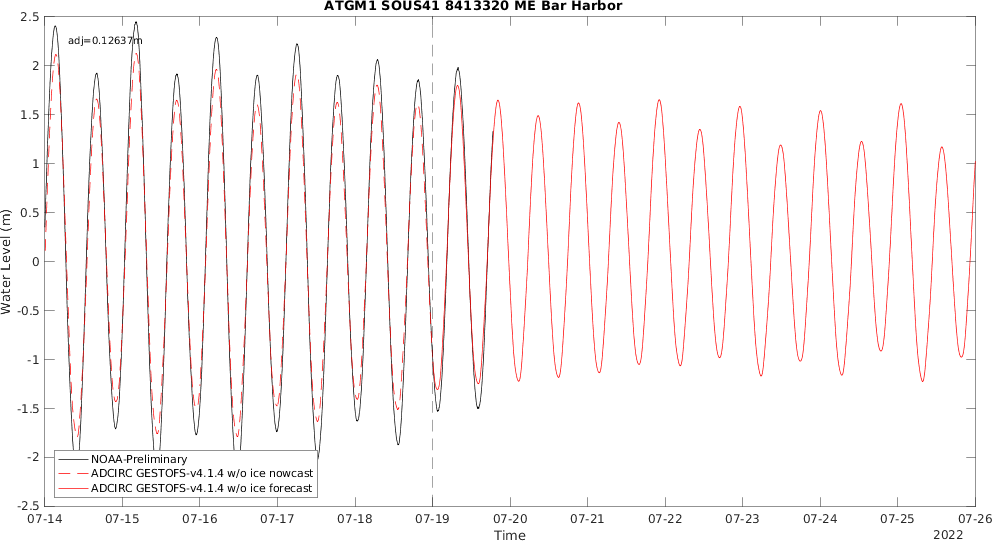 ATGM1 SOUS41 8413320 ME Bar Harbor
adj=0.12637m
2.5
2
1.5
1
0.5
0
-0.5
-1
-1.5
-2
-2.5
Water Level (m)
NOAA-Preliminary
ADCIRC GESTOFS-v4.1.4 w/o ice nowcast
ADCIRC GESTOFS-v4.1.4 w/o ice forecast
07-14 07-15 07-16 07-17 07-18 07-19 07-20 07-21 07-22 07-23 07-24 07-25 07-26
Time
2022